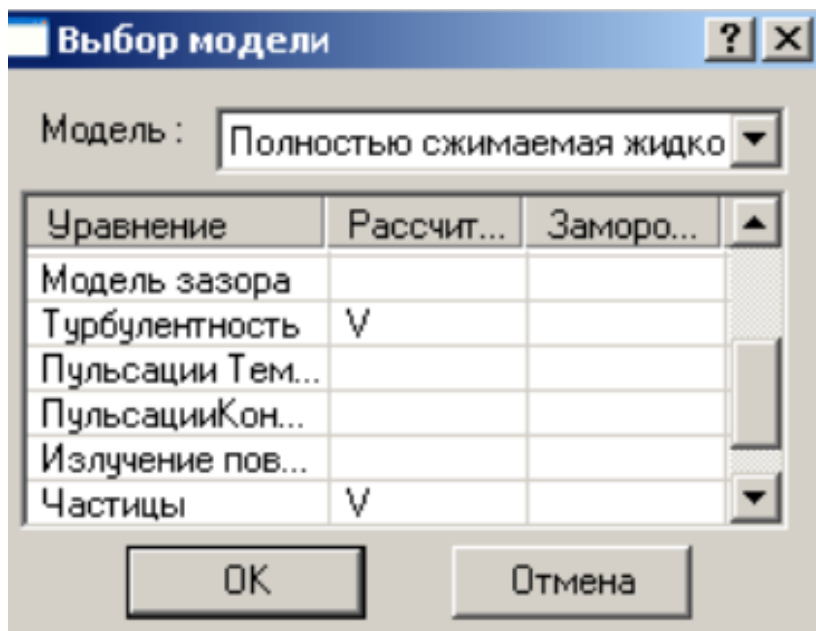 Выбор модели
Модель : Полностью сжимаемая жидко
Уравнение Рассчит... Заморо...
Модель зазора
Турбулентность V
Пульсации Тем...
ПульсацииКон...
Излучение пов...
Частицы V
OK Отмена